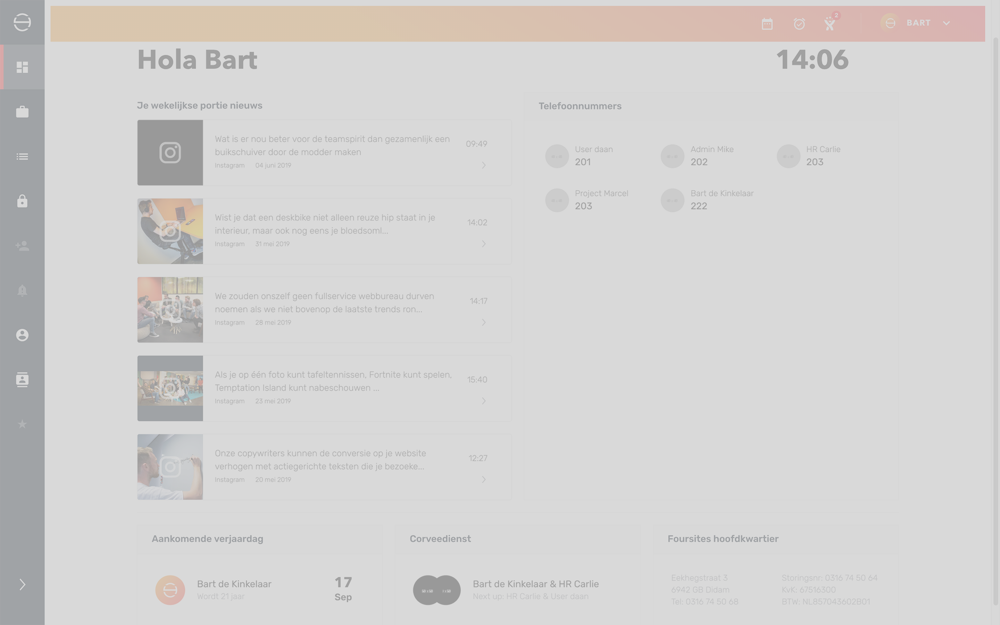 2
BART
Hola Bart
14:06
Je wekelijkse portie nieuws
Wat is er nou beter voor de teamspirit dan gezamenlijk een
buikschuiver door de modder maken
09:49
Instagram 04 juni 2019
Wist je dat een deskbike niet alleen reuze hip staat in je
interieur, maar ook nog eens je bloedsoml...
14:02
Instagram 31 mei 2019
We zouden onszelf geen fullservice webbureau durven
noemen als we niet bovenop de laatste trends ron...
14:17
Instagram 28 mei 2019
Als je op één foto kunt tafeltennissen, Fortnite kunt spelen,
Temptation Island kunt nabeschouwen ...
15:40
Instagram 23 mei 2019
Onze copywriters kunnen de conversie op je website
verhogen met actiegerichte teksten die je bezoeke...
12:27
Instagram 20 mei 2019
Telefoonnummers
User daan
201
Admin Mike
202
HR Carlie
203
Project Marcel
203
Bart de Kinkelaar
222
Aankomende verjaardag
Bart de Kinkelaar
Wordt 21 jaar
17
Sep
Corveedienst
50 x 50
Bart de Kinkelaar & HR Carlie
Next up: HR Carlie & User daan
Foursites hoofdkwartier
Eekhegstraat 3
6942 GB Didam
Tel: 0316 74 50 68
Storingsnr: 0316 74 50 64
KvK: 67516300
BTW: NL857043602B01